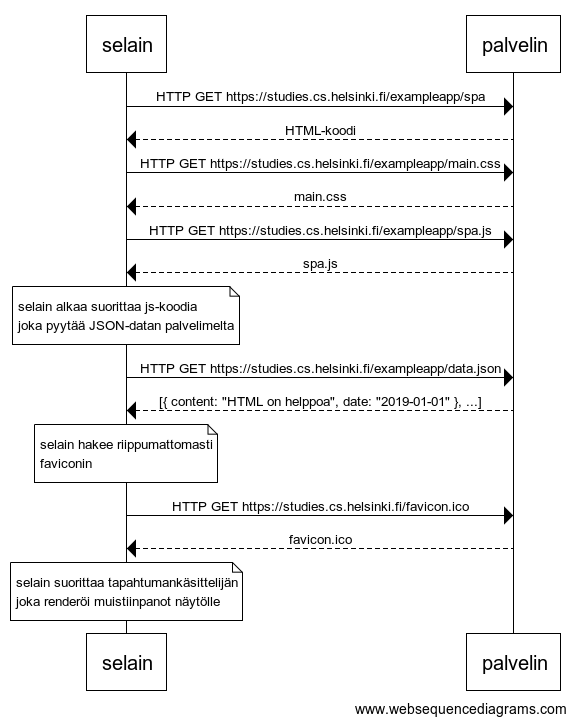 selain palvelin
HTTP GET https://studies.cs.helsinki.fi/exampleapp/spa
HTML-koodi
HTTP GET https://studies.cs.helsinki.fi/exampleapp/main.css
main.css
HTTP GET https://studies.cs.helsinki.fi/exampleapp/spa.js
spa.js
selain alkaa suorittaa js-koodia
joka pyytää JSON-datan palvelimelta
HTTP GET https://studies.cs.helsinki.fi/exampleapp/data.json
[{ content: "HTML on helppoa", date: "2019-01-01" }, ...]
selain hakee riippumattomasti
faviconin
HTTP GET https://studies.cs.helsinki.fi/favicon.ico
favicon.ico
selain suorittaa tapahtumankäsittelijän
joka renderöi muistiinpanot näytölle
selain palvelin
www.websequencediagrams.com